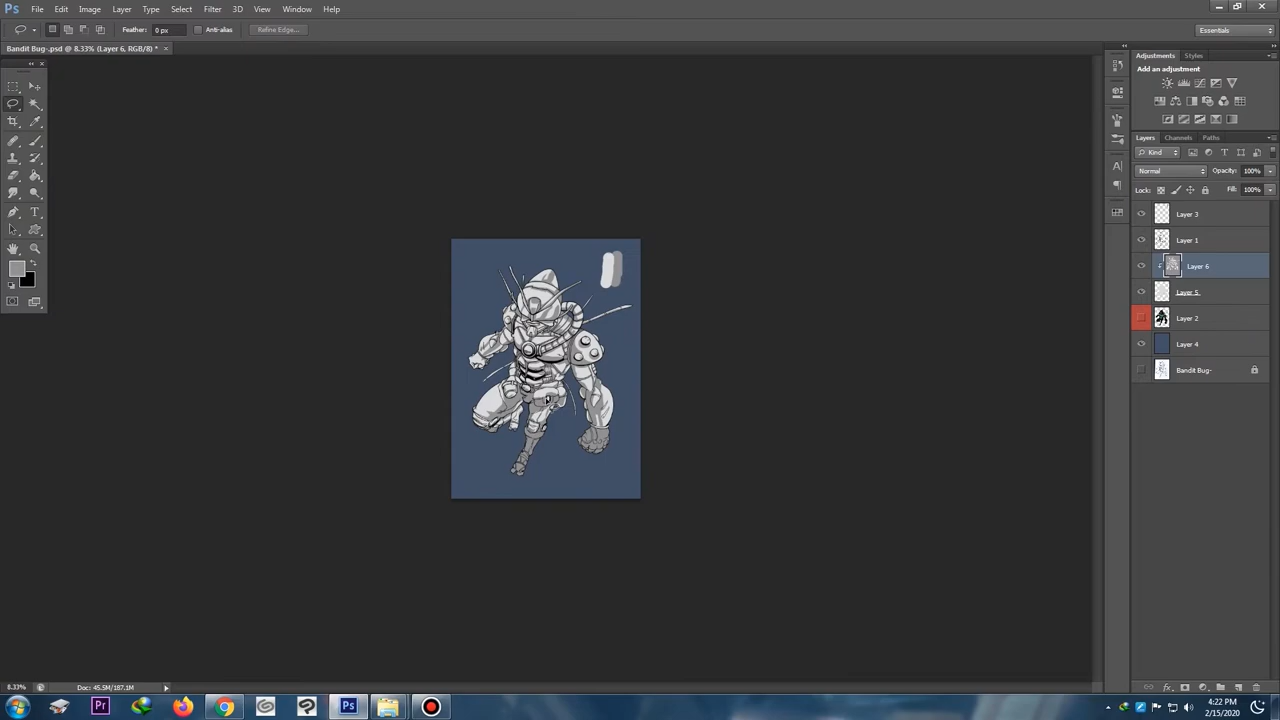 Ps File Edit Image Layer Type Select Filter 3D View Window Help
Feather: 0 px Anti-alias Refine Edge... Essentials
Bandit Bug-.psd @ 8.33% (Layer 6, RGB/8) * ×
Adjustments Styles
Add an adjustment
Layers Channels Paths
Kind
Normal Opacity: 100%
Lock: Fill: 100%
Layer 3
Layer 1
Layer 6
Layer 5
Layer 2
Layer 4
Bandit Bug-
8.33% Doc: 45.5M/187.1M
Pr Ps
4:22 PM
2/15/2020